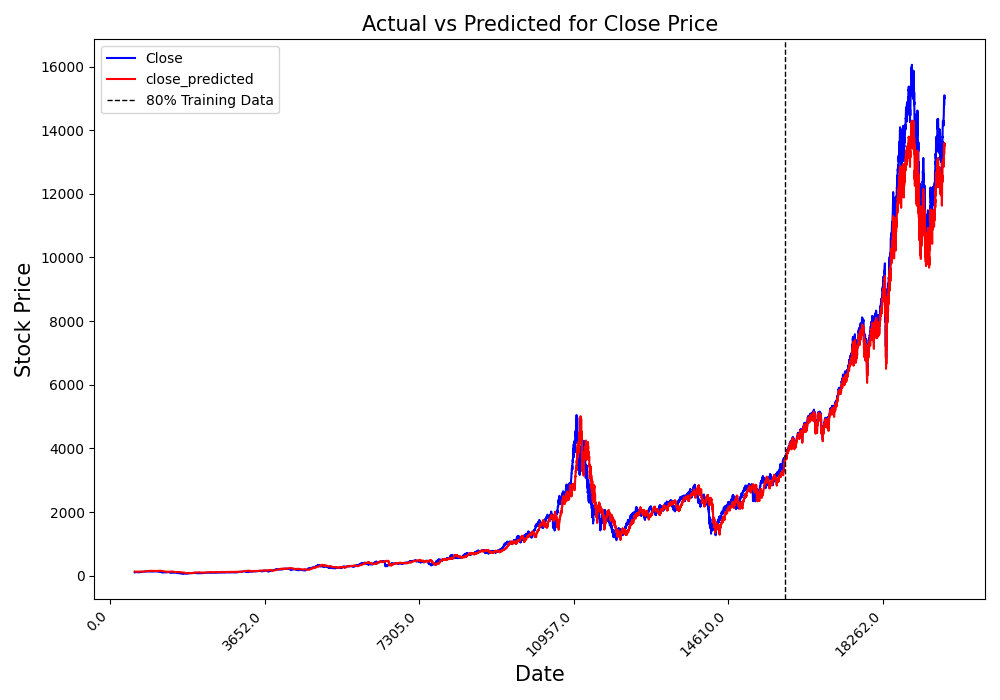 Actual vs Predicted for Close Price
Close
close_predicted
80% Training Data
Stock Price
16000
14000
12000
10000
8000
6000
4000
2000
0
0.0
3652.0
7305.0
10957.0
14610.0
18262.0
Date